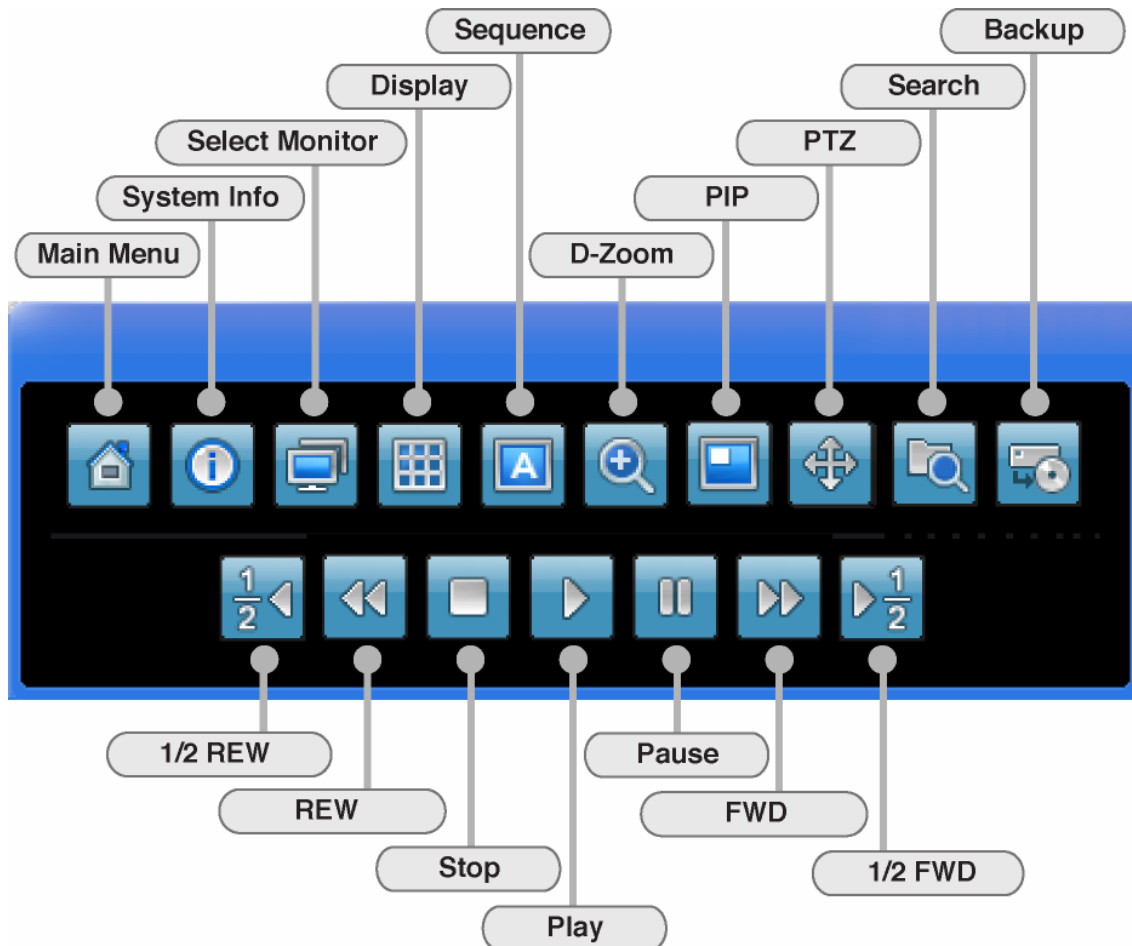 Sequence
Backup
Display
Search
Select Monitor
PTZ
System Info
PIP
Main Menu
D-Zoom
i
A
1/2
1/2
1/2 REW
Pause
REW
FWD
Stop
1/2 FWD
Play